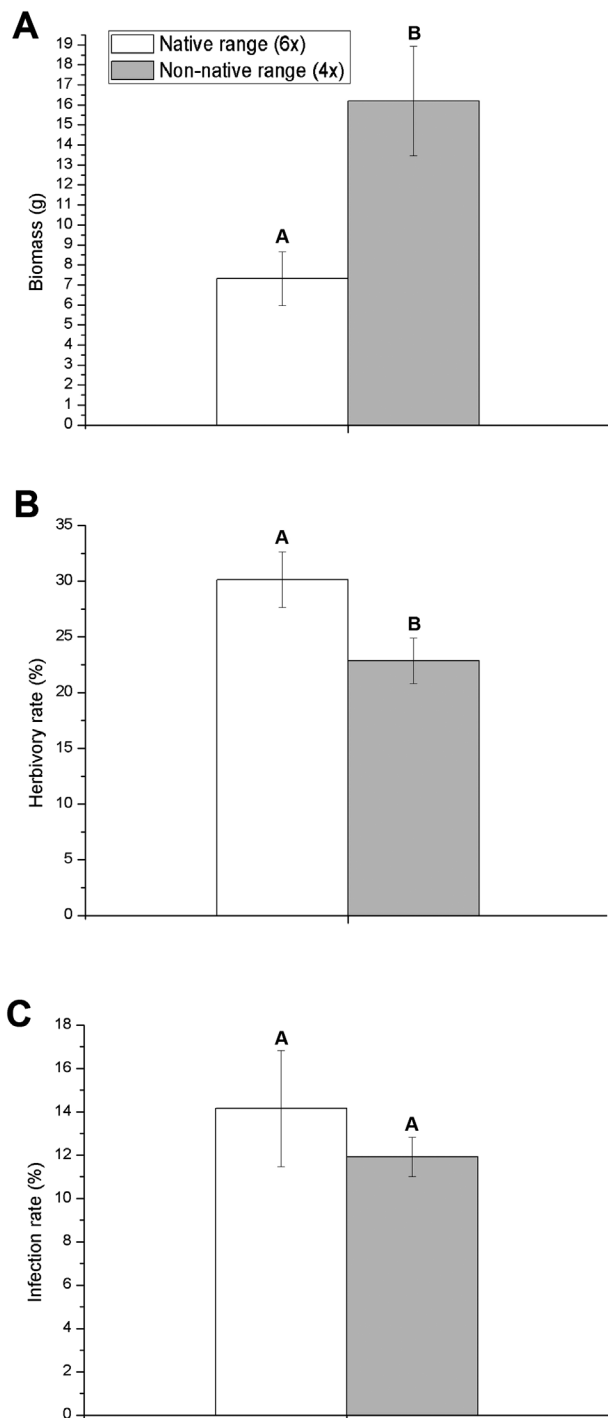 A
Native range (6x)
Non-native range (4x)
19
18
17
16
15
14
13
12
11
10
9
8
7
6
5
4
3
2
1
0
Biomass (g)
A
B
B
35
30
25
20
15
10
5
0
Herbivory rate (%)
A
B
C
18
16
14
12
10
8
6
4
2
0
Infection rate (%)
A
A